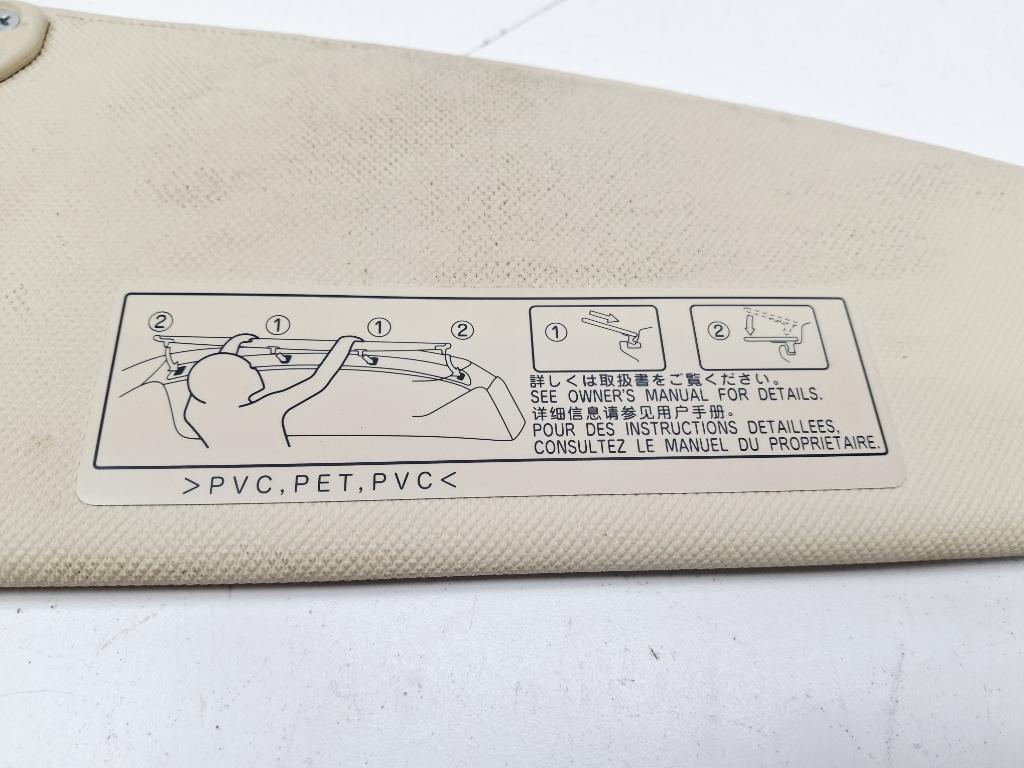 ② ① ① ②
①
②
詳しくは取扱書をご覧ください。
SEE OWNER'S MANUAL FOR DETAILS.
详细信息请参见用户手册。
POUR DES INSTRUCTIONS DETAILLEES,
CONSULTEZ LE MANUEL DU PROPRIETAIRE.
>PVC,PET,PVC<